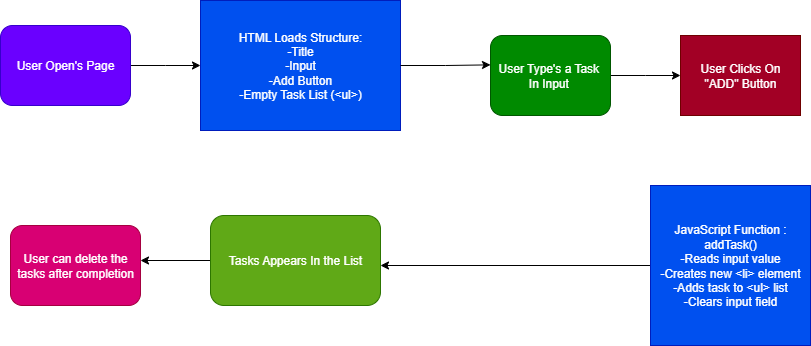 User Open's Page
HTML Loads Structure:
-Title
-Input
-Add Button
-Empty Task List (<ul>)
User Type's a Task
In Input
User Clicks On
"ADD" Button
JavaScript Function :
addTask()
-Reads input value
-Creates new <li> element
-Adds task to <ul> list
-Clears input field
Tasks Appears In the List
User can delete the
tasks after completion